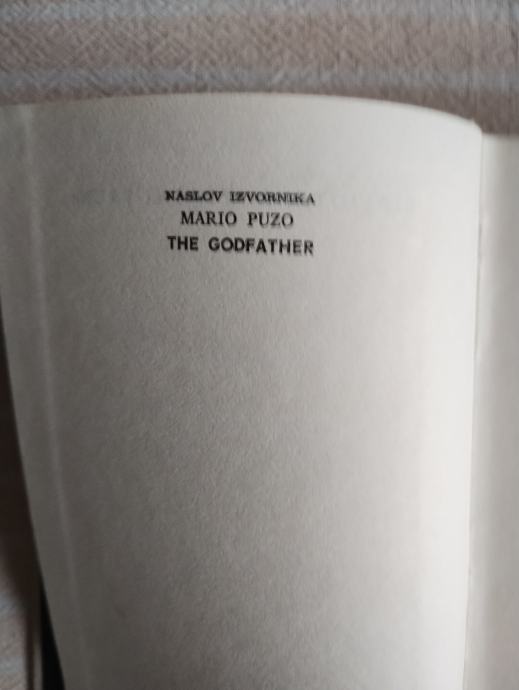 NASLOV IZVORNIKA
MARIO PUZO
THE GODFATHER